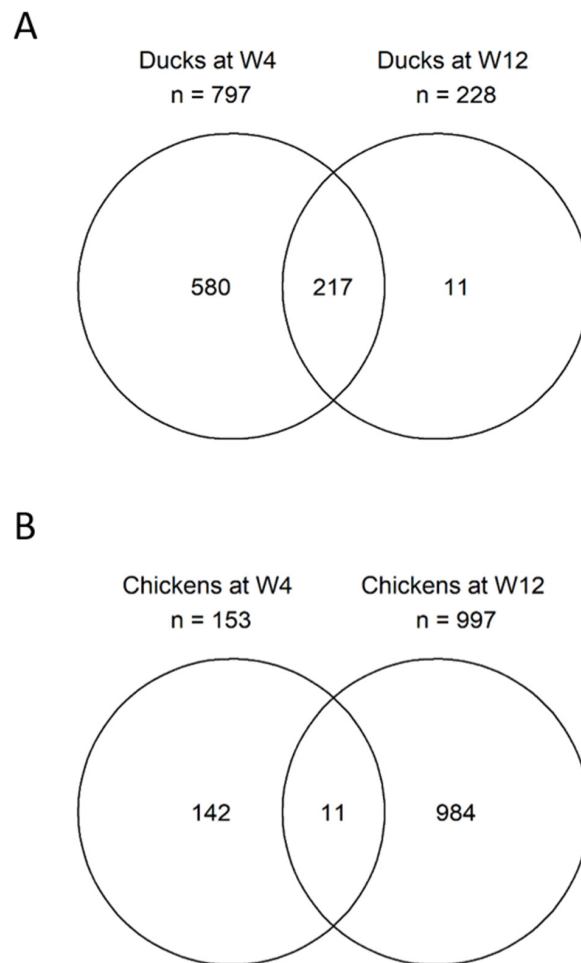 A
Ducks at W4 Ducks at W12
n = 797 n = 228
580 217 11
B
Chickens at W4 Chickens at W12
n = 153 n = 997
142 11 984